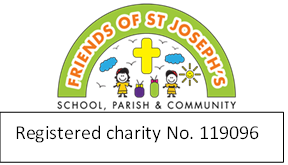 FRIENDS OF ST JOSEPH'S
SCHOOL, PARISH & COMMUNITY
Registered charity No. 119096